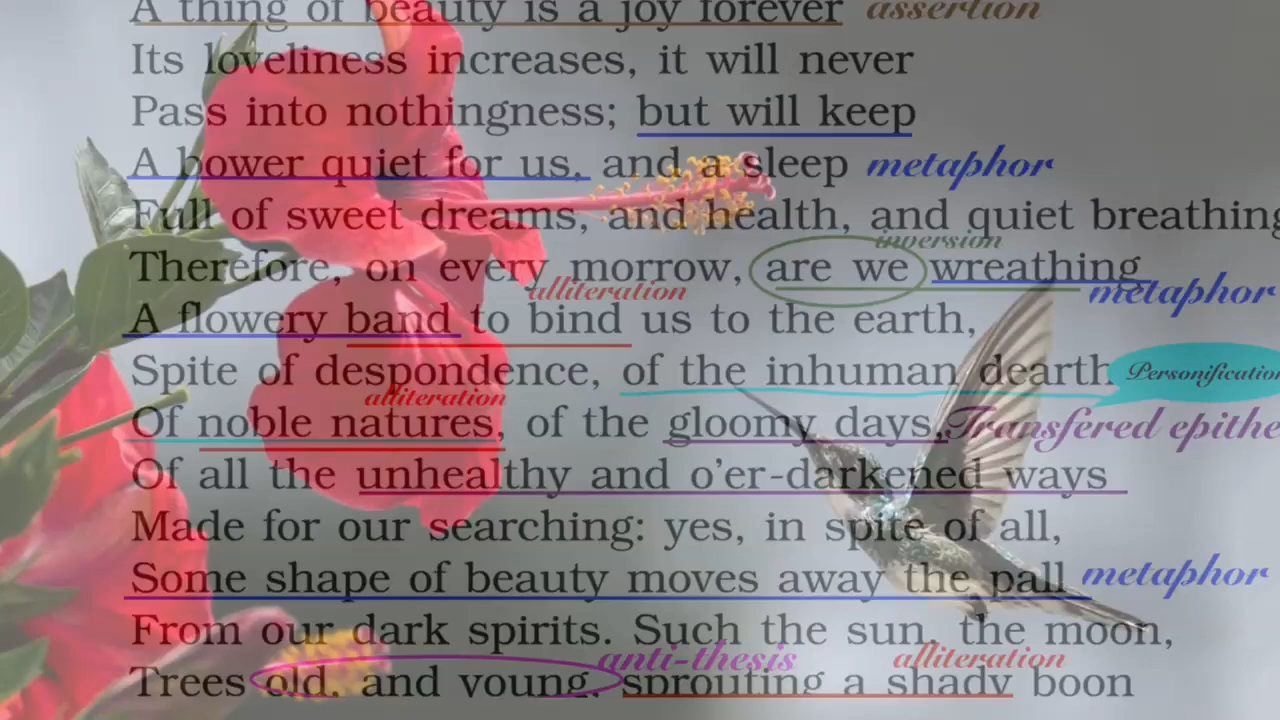 A thing of beauty is a joy forever assertion
Its loveliness increases, it will never
Pass into nothingness; but will keep
A bower quiet for us, and a sleep metaphor
Full of sweet dreams, and health, and quiet breathing
inversion
Therefore, on every morrow, are we wreathing
alliteration metaphor
A flowery band to bind us to the earth,
Spite of despondence, of the inhuman dearth Personification
alliteration
Of noble natures, of the gloomy days, Transfered epithe
Of all the unhealthy and o'er-darkened ways
Made for our searching: yes, in spite of all,
Some shape of beauty moves away the pall metaphor
From our dark spirits. Such the sun, the moon,
anti-thesis alliteration
Trees old, and young, sprouting a shady boon